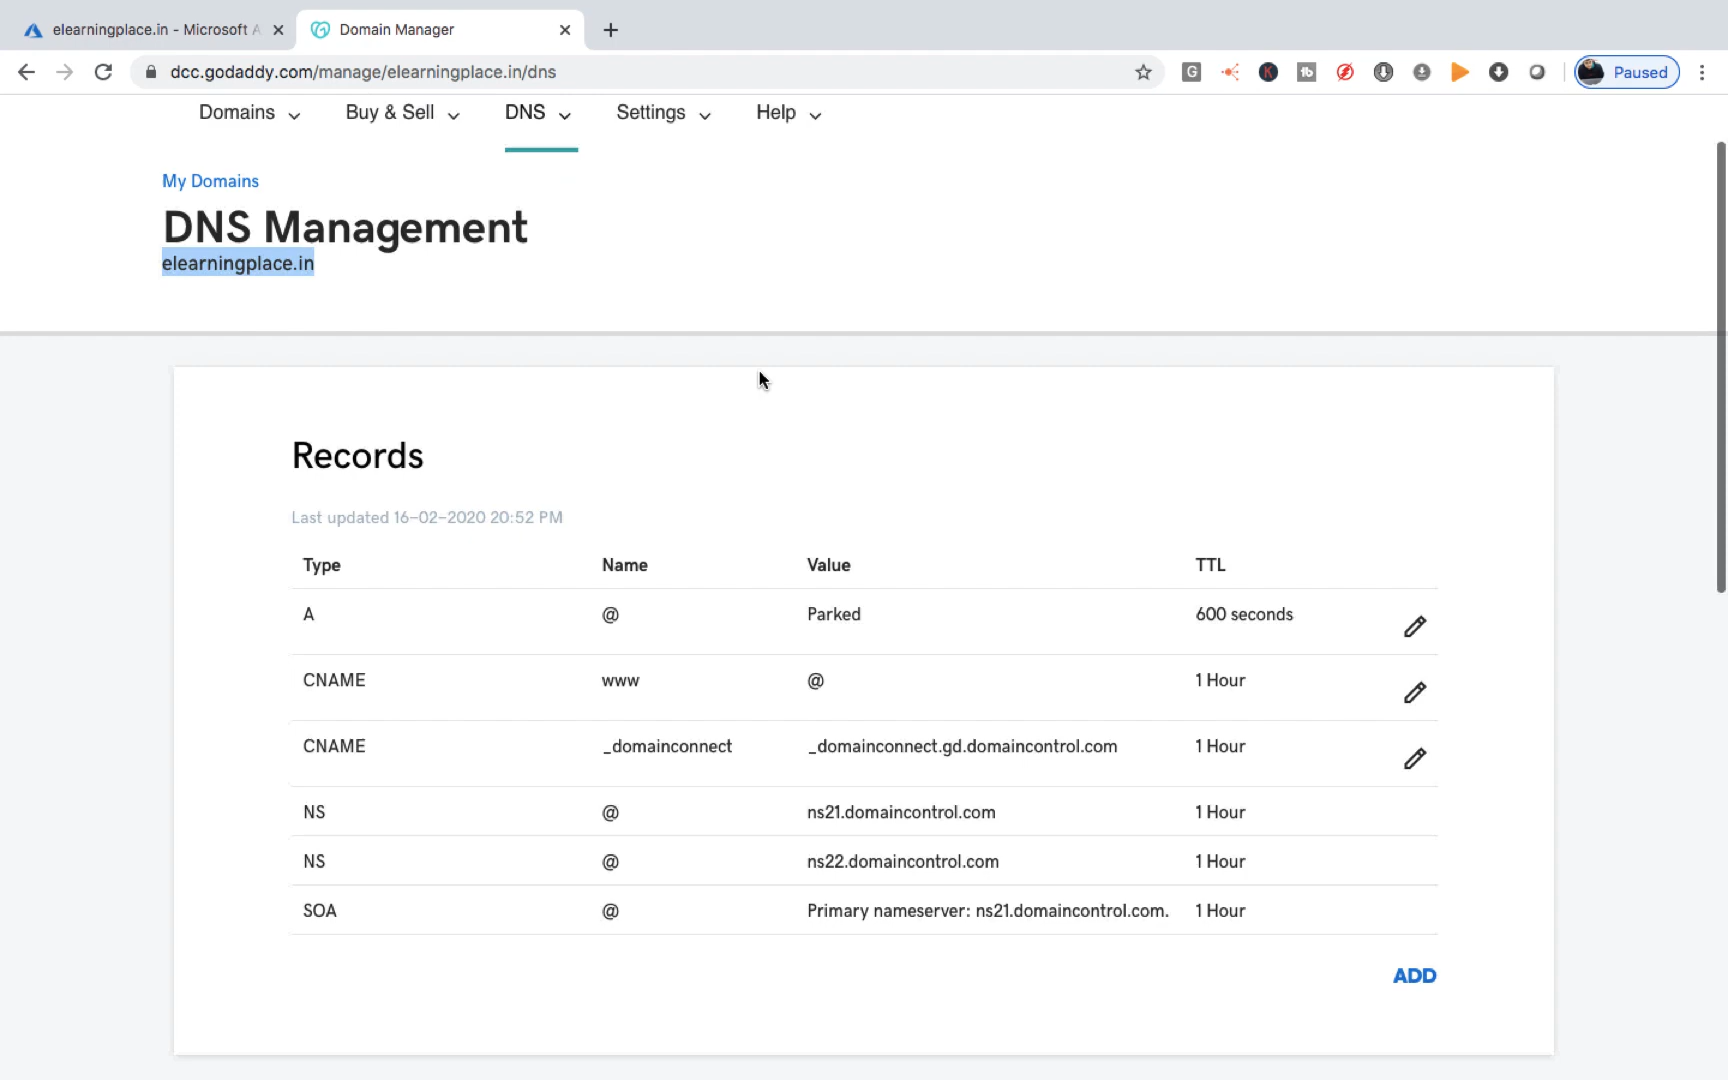 elearningplace.in - Microsoft A
Domain Manager
dcc.godaddy.com/manage/elearningplace.in/dns
Paused
Domains Buy & Sell DNS Settings Help
My Domains
DNS Management
elearningplace.in
Records
Last updated 16-02-2020 20:52 PM
Type Name Value TTL
A @ Parked 600 seconds
CNAME www @ 1 Hour
CNAME _domainconnect _domainconnect.gd.domaincontrol.com 1 Hour
NS @ ns21.domaincontrol.com 1 Hour
NS @ ns22.domaincontrol.com 1 Hour
SOA @ Primary nameserver: ns21.domaincontrol.com. 1 Hour
ADD